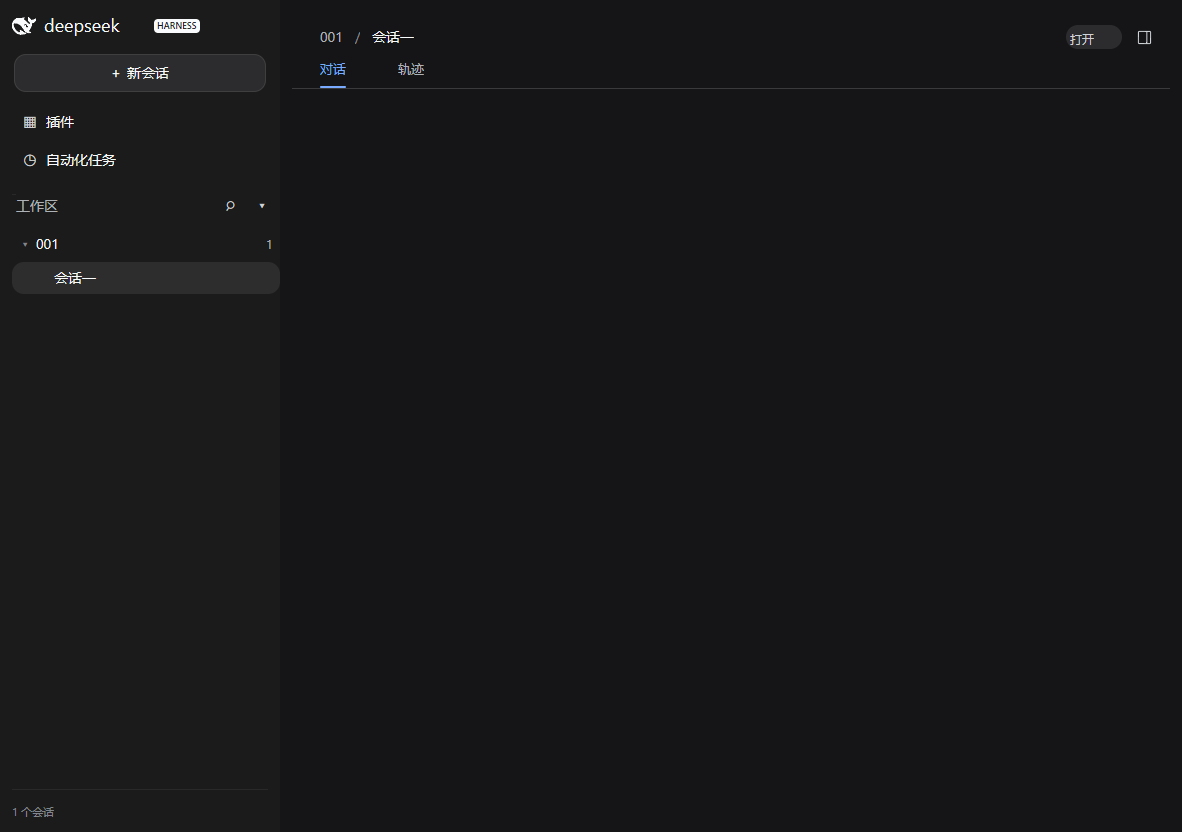 deepseek HARNESS
+ 新会话
插件
自动化任务
工作区
001 1
会话一
1 个会话
001 / 会话一
打开
对话 轨迹